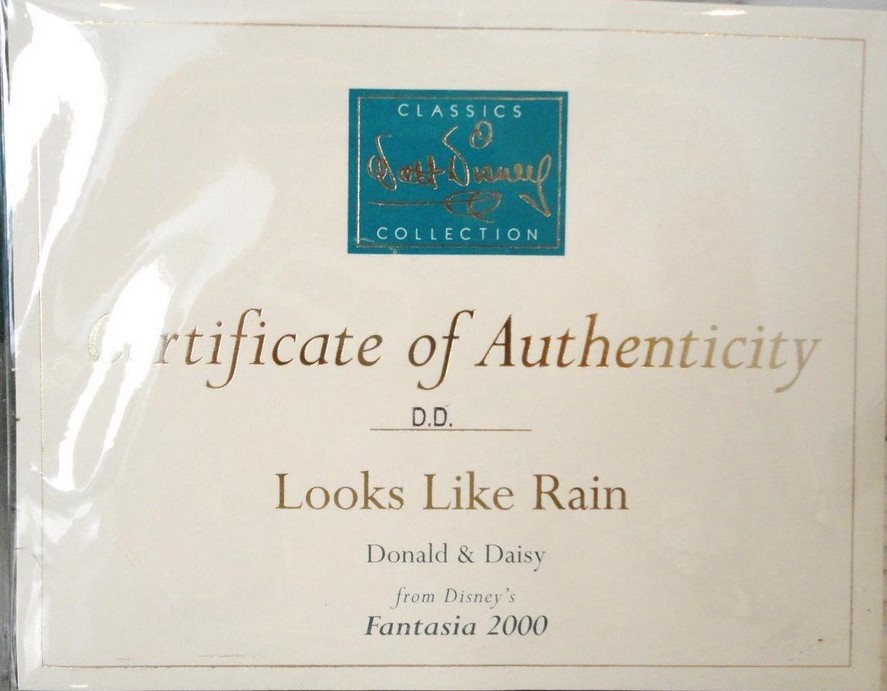 CLASSICS
Walt Disney
COLLECTION
Certificate of Authenticity
D.D.
Looks Like Rain
Donald & Daisy
from Disney's
Fantasia 2000